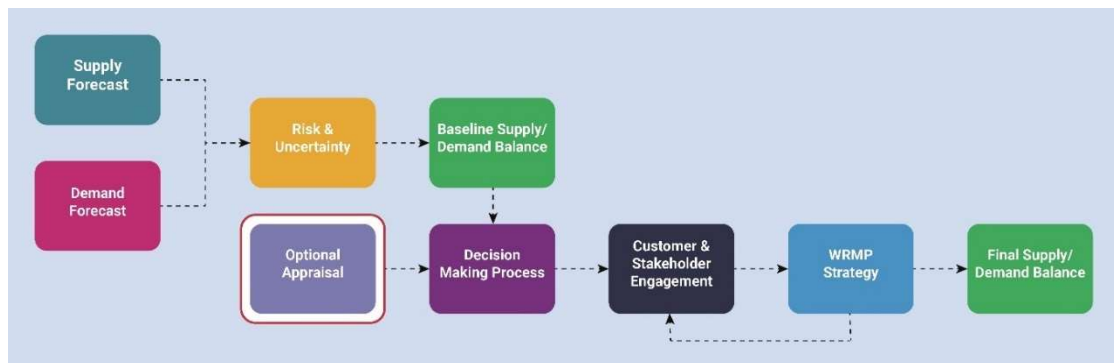 Supply
Forecast
Demand
Forecast
Risk &
Uncertainty
Baseline Supply/
Demand Balance
Optional
Appraisal
Decision
Making Process
Customer &
Stakeholder
Engagement
WRMP
Strategy
Final Supply/
Demand Balance